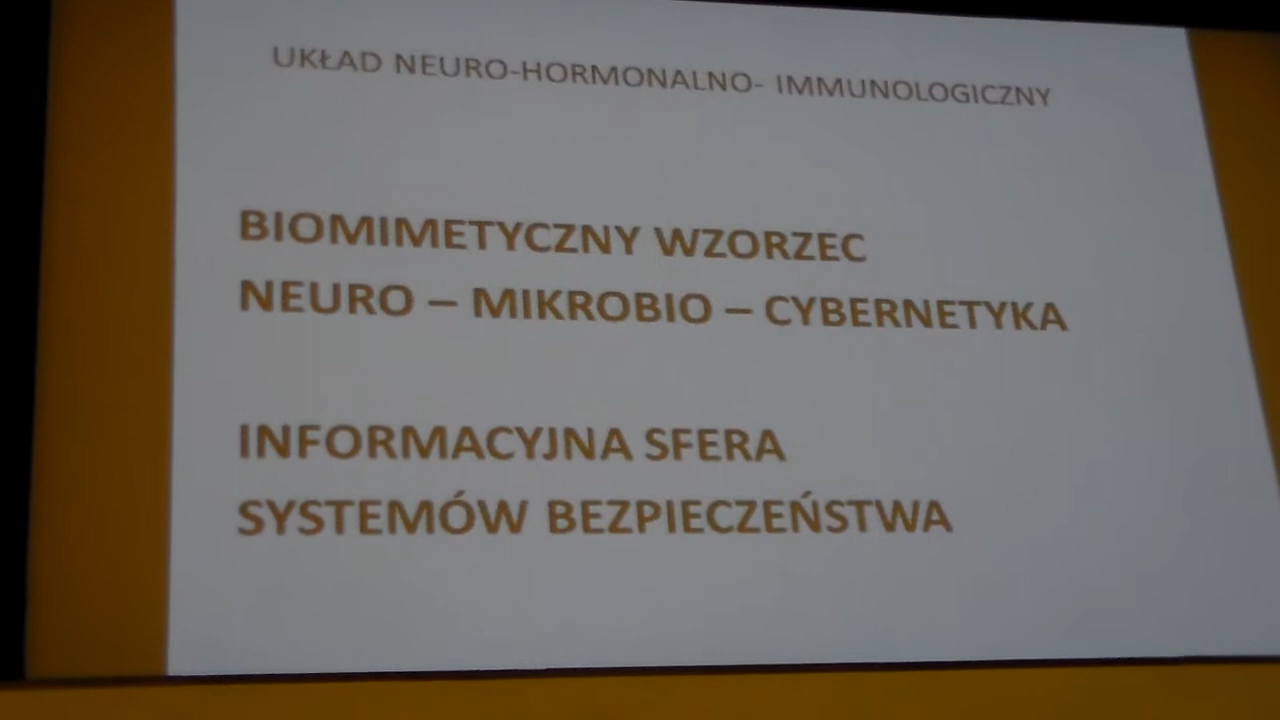 UKŁAD NEURO-HORMONALNO- IMMUNOLOGICZNY
BIOMIMETYCZNY WZORZEC
NEURO – MIKROBIO – CYBERNETYKA
INFORMACYJNA SFERA
SYSTEMÓW BEZPIECZEŃSTWA